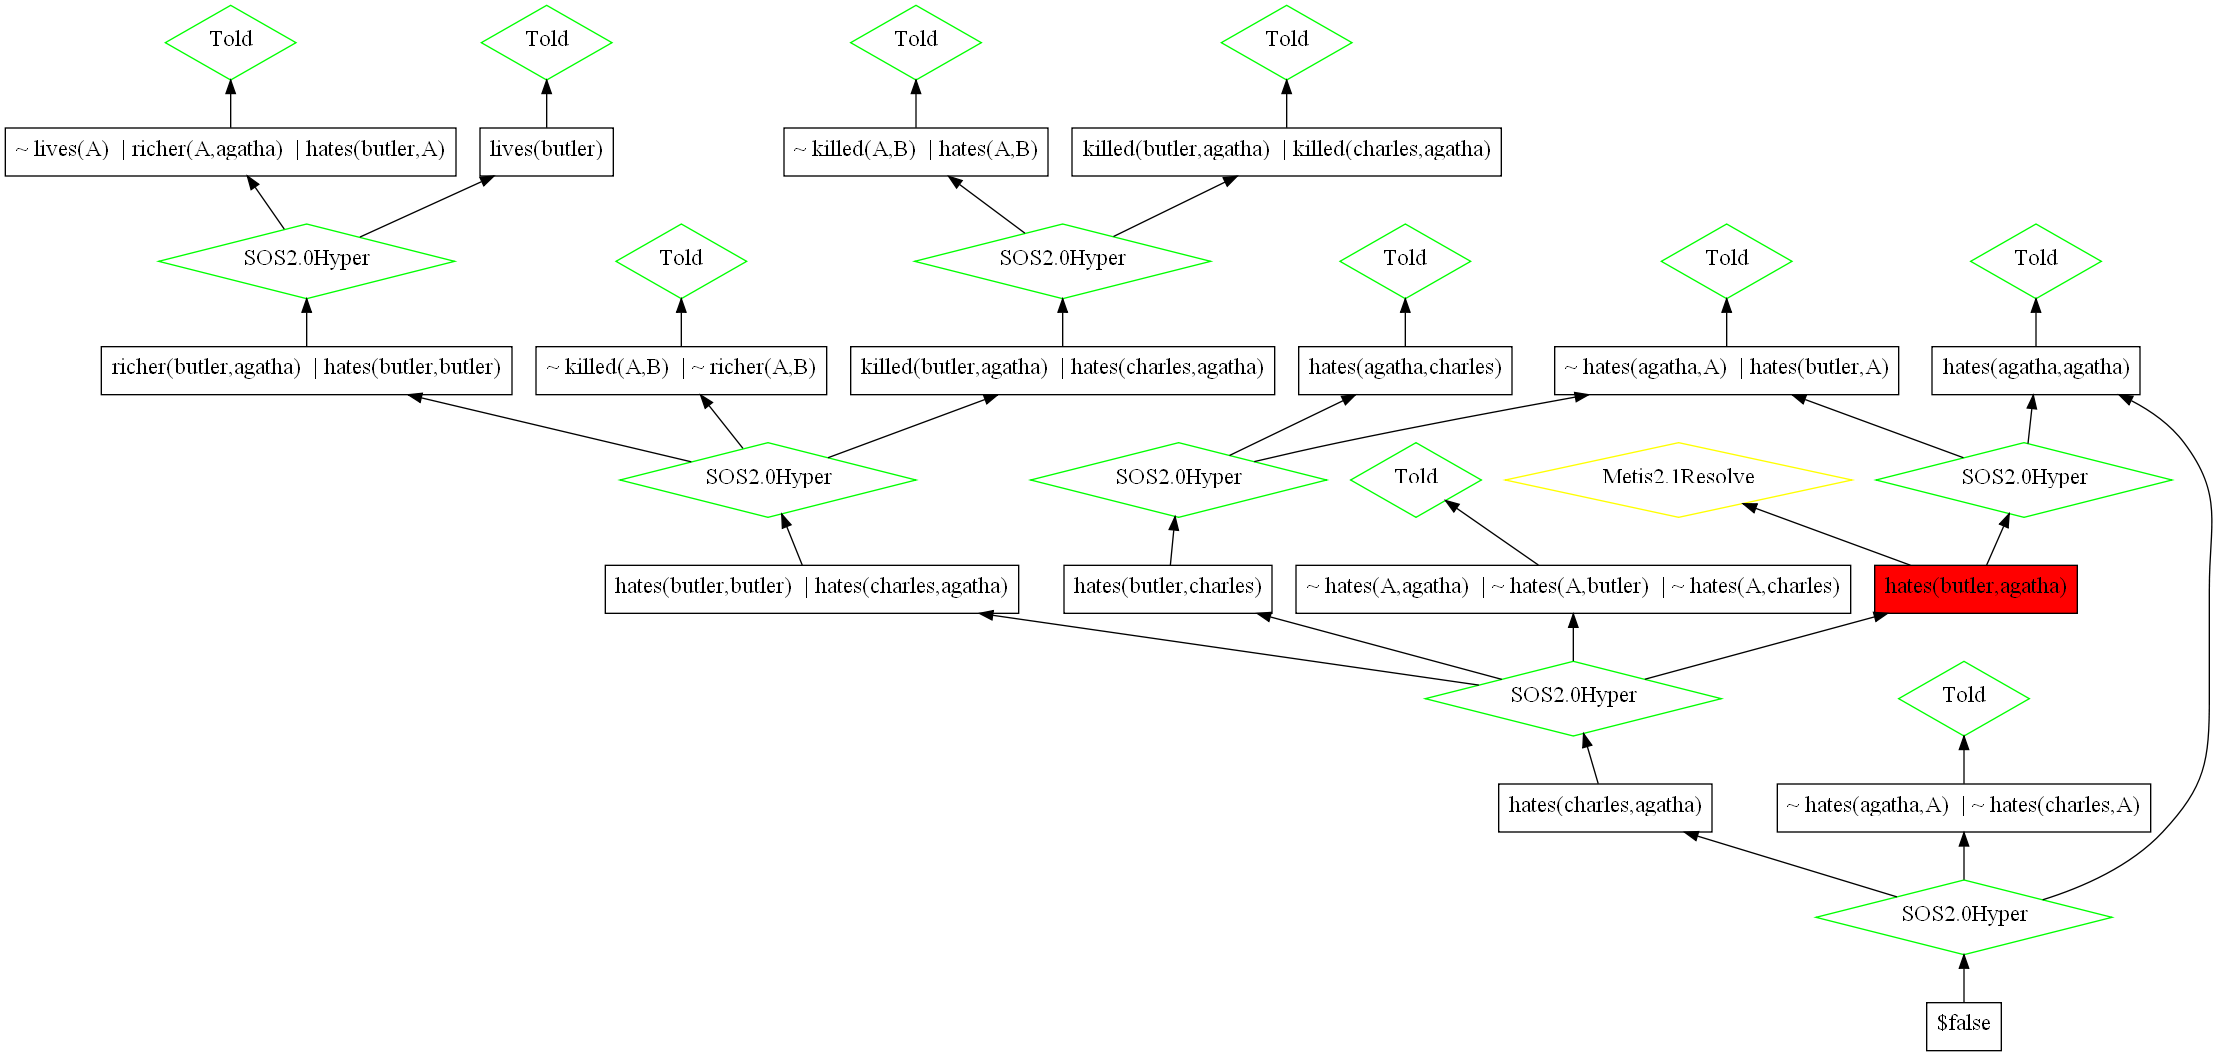 Told
Told
Told
Told
~ lives(A) | richer(A,agatha) | hates(butler,A)
lives(butler)
~ killed(A,B) | hates(A,B)
killed(butler,agatha) | killed(charles,agatha)
SOS2.0Hyper
Told
SOS2.0Hyper
Told
Told
Told
richer(butler,agatha) | hates(butler,butler)
~ killed(A,B) | ~ richer(A,B)
killed(butler,agatha) | hates(charles,agatha)
hates(agatha,charles)
~ hates(agatha,A) | hates(butler,A)
hates(agatha,agatha)
SOS2.0Hyper
SOS2.0Hyper
Told
Metis2.1Resolve
SOS2.0Hyper
hates(butler,butler) | hates(charles,agatha)
hates(butler,charles)
~ hates(A,agatha) | ~ hates(A,butler) | ~ hates(A,charles)
hates(butler,agatha)
SOS2.0Hyper
Told
hates(charles,agatha)
~ hates(agatha,A) | ~ hates(charles,A)
SOS2.0Hyper
$false